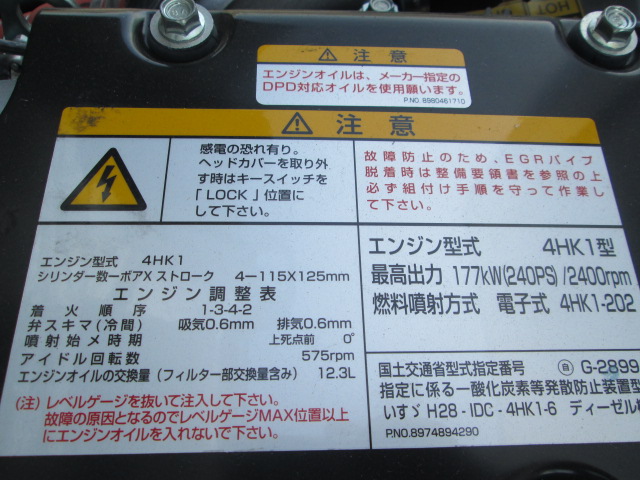 HOT
⚠ 注意
エンジンオイルは、メーカー指定の
DPD対応オイルを使用願います。
P.NO. 8980461710
⚠ 注意
感電の恐れ有り。
ヘッドカバーを取り外
す時はキースイッチを
「LOCK」位置に
して下さい。
故障防止のため、EGRパイプ
脱着時は整備要領書を参照の上
必ず組付け手順を守って作業し
て下さい。
エンジン型式 4HK1
シリンダー数ーボアXストローク 4－115X125mm
エンジン調整表
着火順序 1-3-4-2
弁スキマ(冷間) 吸気0.6mm 排気0.6mm
噴射始メ時期 上死点前 0°
アイドル回転数 575rpm
エンジンオイルの交換量(フィルター部交換量含み) 12.3L
(注) レベルゲージを抜いて注入して下さい。
故障の原因となるのでレベルゲージMAX位置以上
にエンジンオイルを入れないで下さい。
エンジン型式 4HK1型
最高出力 177kW(240PS)/2400rpm
燃料噴射方式 電子式 4HK1-202
国土交通省型式指定番号 自 G-2899
指定に係る一酸化炭素等発散防止装置
いすゞ H28-IDC-4HK1-6 ディーゼル
P.NO.8974894290